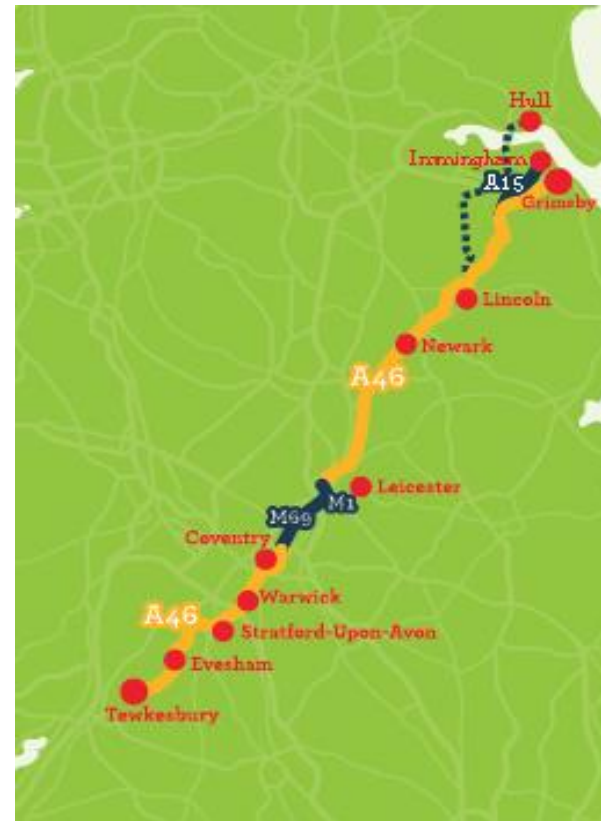 Hull
Immingham
A15
Grimsby
Lincoln
Newark
A46
Leicester
M1
M69
Coventry
Warwick
A46
Stratford-Upon-Avon
Evesham
Tewkesbury